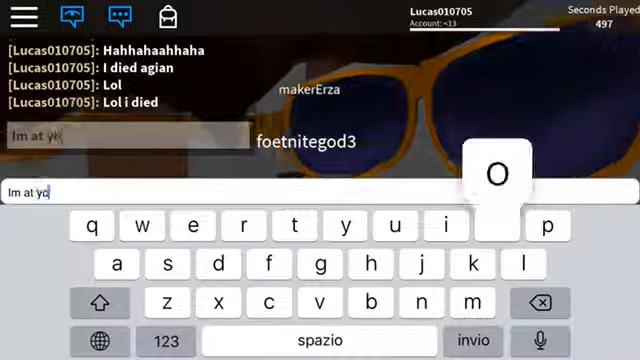 Lucas010705
Account: <13
Seconds Played
497
[Lucas010705]: Hahhahaahhaha
[Lucas010705]: I died agian
[Lucas010705]: Lol
[Lucas010705]: Lol i died
makerErza
foetnitegod3
Im at
Im at yo
O
q w e r t y u i p
a s d f g h j k l
z x c v b n m
123 spazio invio